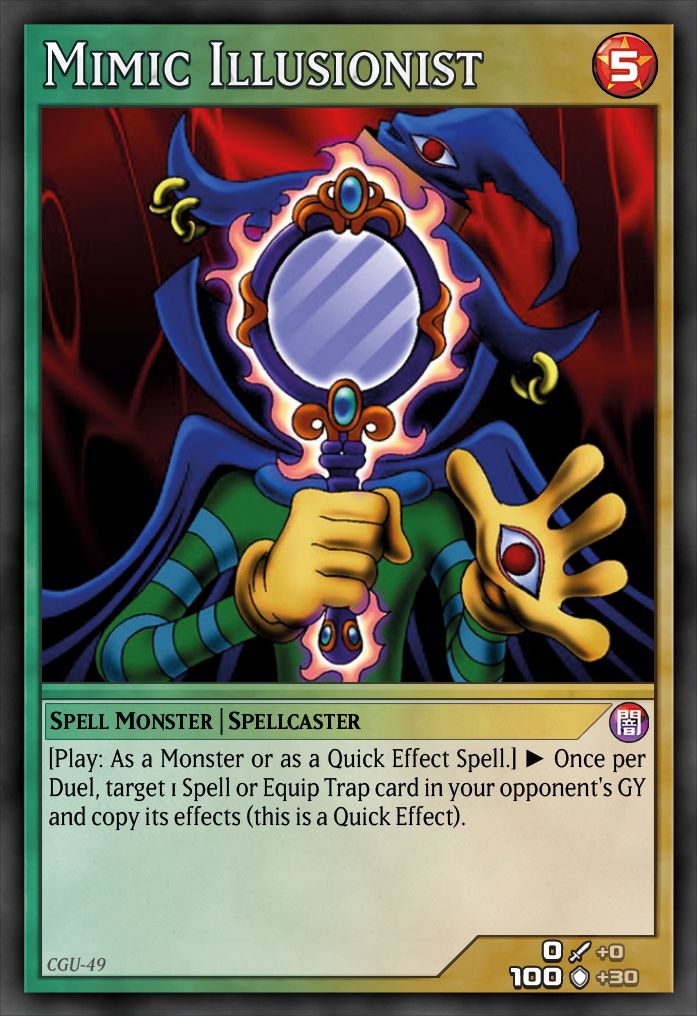 Mimic Illusionist
5
Spell Monster | Spellcaster
闇
[Play: As a Monster or as a Quick Effect Spell.] ► Once per
Duel, target 1 Spell or Equip Trap card in your opponent's GY
and copy its effects (this is a Quick Effect).
0 +0
CGU-49
100 +30